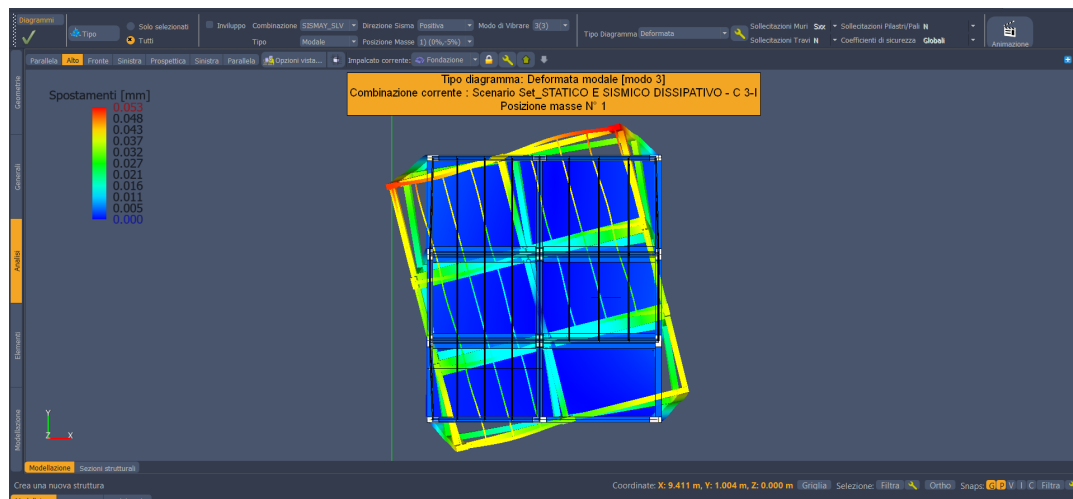 Diagrammi
Tipo
Solo selezionati
Tutti
Inviluppo Combinazione SISMAY_SLV Direzione Sisma Positiva Modo di Vibrare 3(3)
Tipo Modale Posizione Masse 1) (0%,-5%)
Tipo Diagramma Deformata
Sollecitazioni Muri Sxx Sollecitazioni Pilastri/Pali N
Sollecitazioni Travi N Coefficienti di sicurezza Globali
Animazione
Parallela Alto Fronte Sinistra Prospettica Sinistra Parallela Opzioni vista... Impalcato corrente: Fondazione
Tipo diagramma: Deformata modale [modo 3]
Combinazione corrente : Scenario Set_STATICO E SISMICO DISSIPATIVO - C 3-I
Posizione masse N° 1
Spostamenti [mm]
0.053
0.048
0.043
0.037
0.032
0.027
0.021
0.016
0.011
0.005
0.000
Geometrie
Generali
Analisi
Elementi
Modellazione
Y
Z X
Modellazione Sezioni strutturali
Crea una nuova struttura
Coordinate: X: 9.411 m, Y: 1.004 m, Z: 0.000 m Griglia Selezione: Filtra Ortho Snaps: G P V I C Filtra